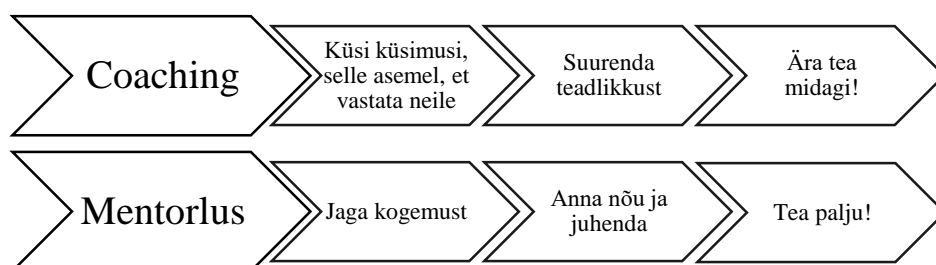 Coaching
Küsi küsimusi,
selle asemel, et
vastata neile
Suurenda
teadlikkust
Ära tea
midagi!
Mentorlus
Jaga kogemust
Anna nõu ja
juhenda
Tea palju!